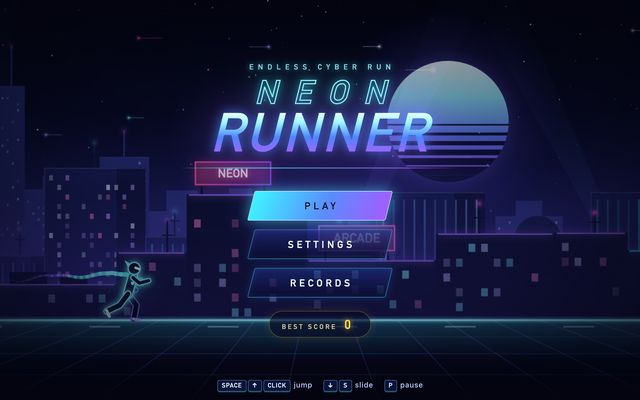 ENDLESS CYBER RUN
NEON
RUNNER
NEON
PLAY
ARCADE
SETTINGS
RECORDS
BEST SCORE 0
SPACE ↑ CLICK jump ↓ S slide P pause